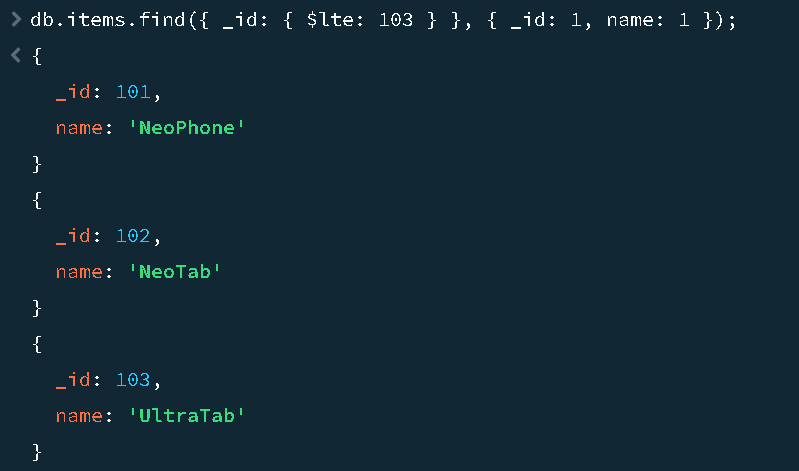 > db.items.find({ _id: { $lte: 103 } }, { _id: 1, name: 1 });
< {
_id: 101,
name: 'NeoPhone'
}
{
_id: 102,
name: 'NeoTab'
}
{
_id: 103,
name: 'UltraTab'
}